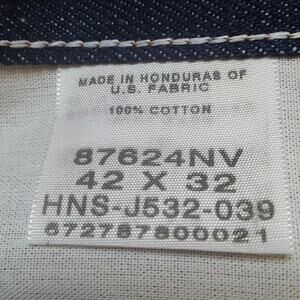 MADE IN HONDURAS OF
U.S. FABRIC
100% COTTON
87624NV
42 X 32
HNS-J532-039
672787800021